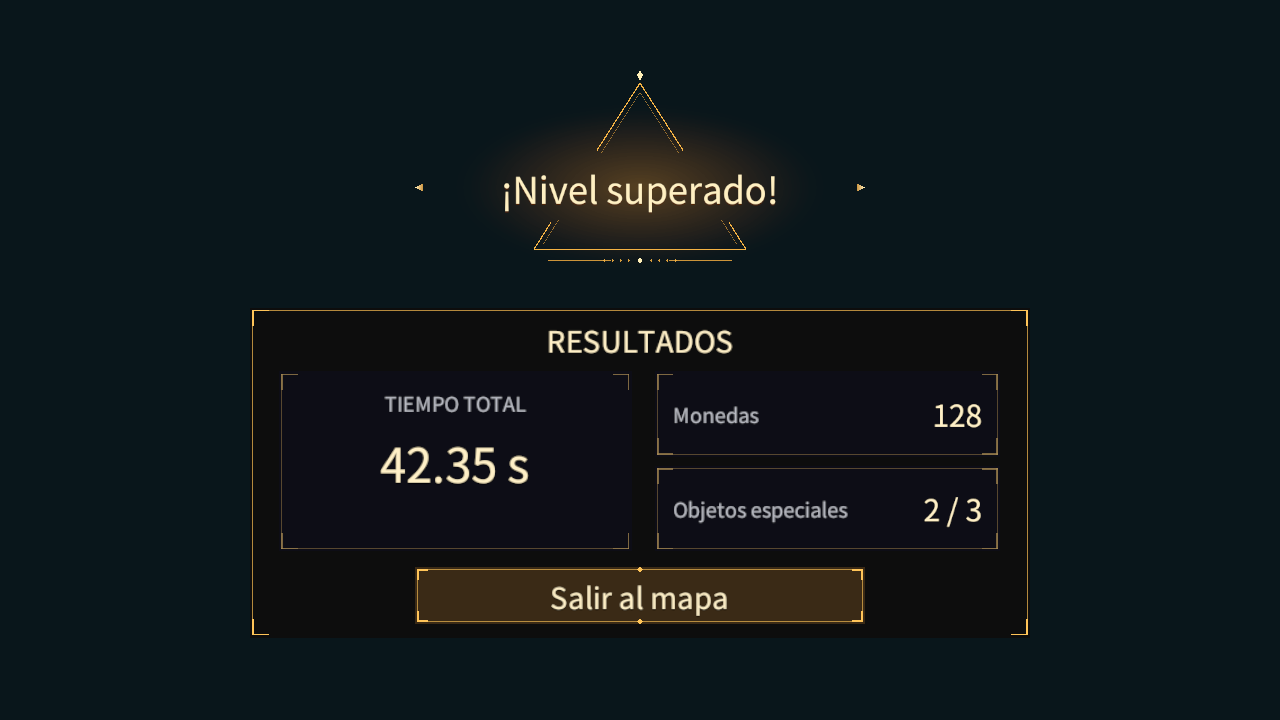 ¡Nivel superado!
RESULTADOS
TIEMPO TOTAL
42.35 s
Monedas
128
Objetos especiales
2 / 3
Salir al mapa